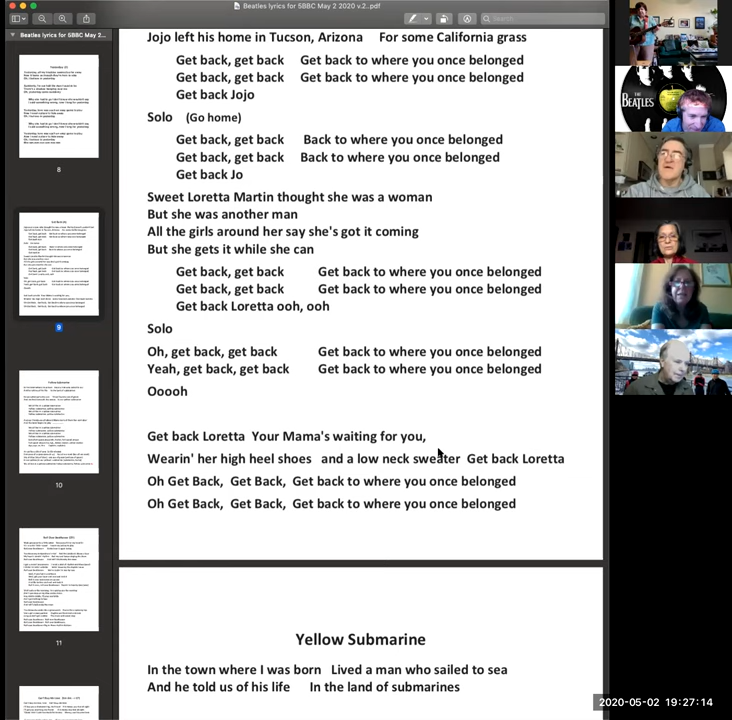 Beatles lyrics for 5BBC May 2 2020 v.2..pdf
Search
Beatles lyrics for 5BBC May 2...
8
9
10
11
Jojo left his home in Tucson, Arizona For some California grass
Get back, get back Get back to where you once belonged
Get back, get back Get back to where you once belonged
Get back Jojo
Solo (Go home)
Get back, get back Back to where you once belonged
Get back, get back Back to where you once belonged
Get back Jo
Sweet Loretta Martin thought she was a woman
But she was another man
All the girls around her say she's got it coming
But she gets it while she can
Get back, get back Get back to where you once belonged
Get back, get back Get back to where you once belonged
Get back Loretta ooh, ooh
Solo
Oh, get back, get back Get back to where you once belonged
Yeah, get back, get back Get back to where you once belonged
Ooooh
Get back Loretta Your Mama's waiting for you,
Wearin' her high heel shoes and a low neck sweater Get back Loretta
Oh Get Back, Get Back, Get back to where you once belonged
Oh Get Back, Get Back, Get back to where you once belonged
Yellow Submarine
In the town where I was born Lived a man who sailed to sea
And he told us of his life In the land of submarines
THE BEATLES
2020-05-02 19:27:14